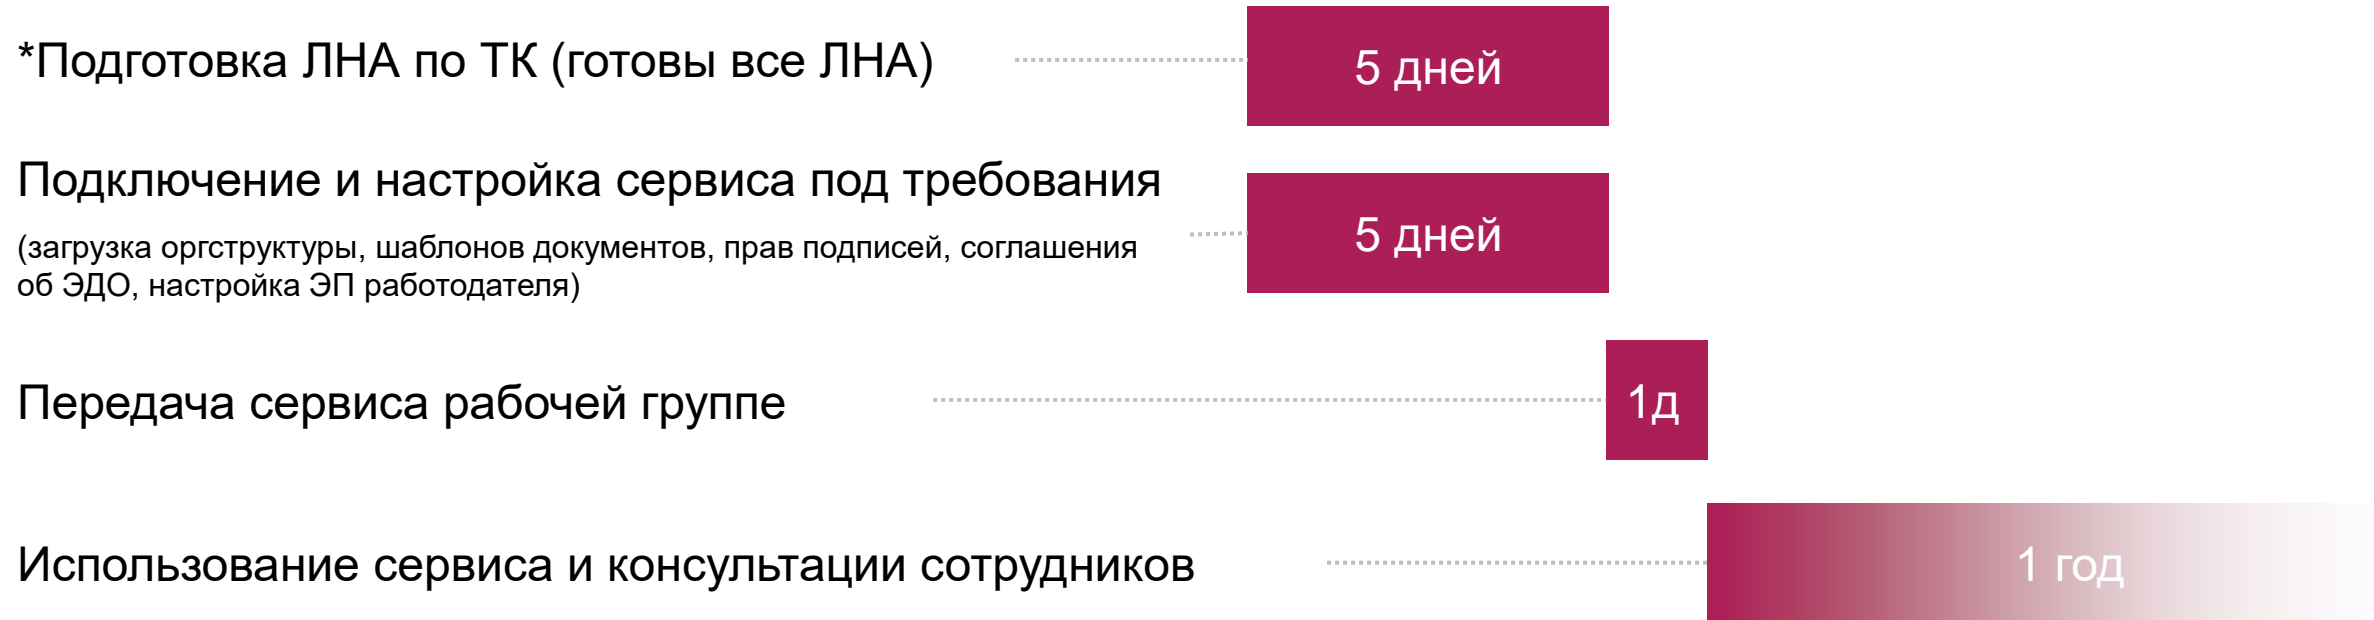 *Подготовка ЛНА по ТК (готовы все ЛНА)
5 дней
Подключение и настройка сервиса под требования
(загрузка оргструктуры, шаблонов документов, прав подписей, соглашения
об ЭДО, настройка ЭП работодателя)
5 дней
Передача сервиса рабочей группе
1д
Использование сервиса и консультации сотрудников
1 год